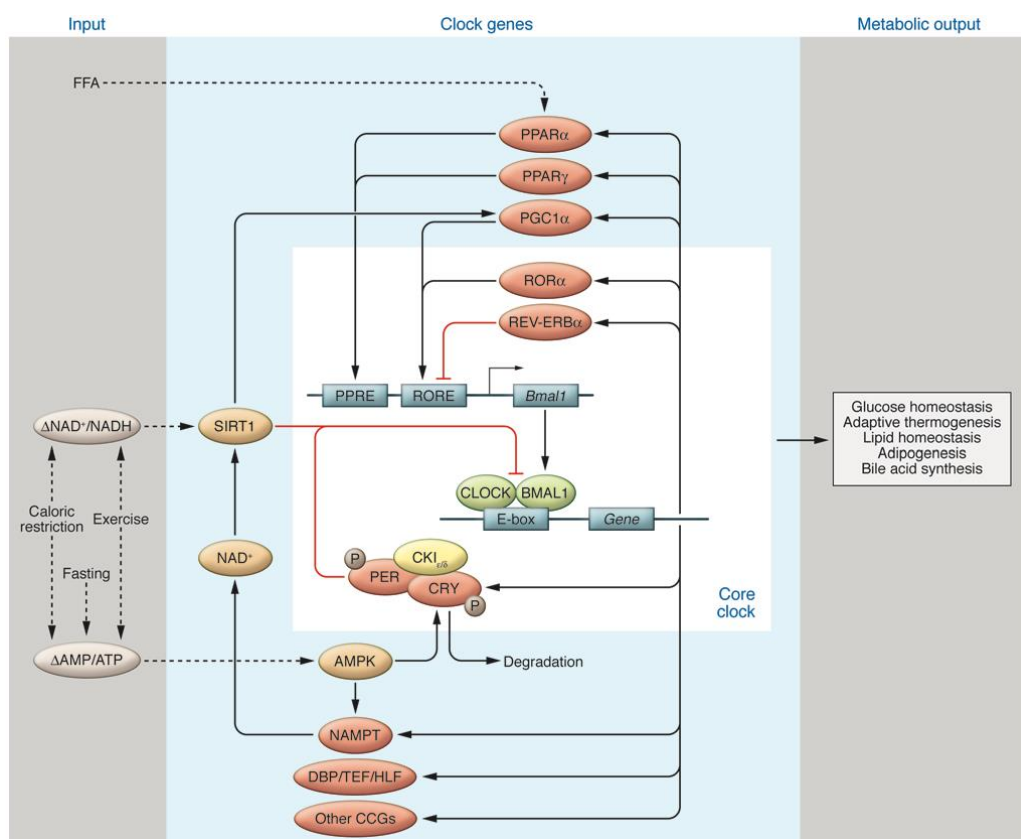 Input
Clock genes
Metabolic output
FFA
PPARα
PPARγ
PGC1α
RORα
REV-ERBα
PPRE
RORE
Bmal1
ΔNAD⁺/NADH
SIRT1
Glucose homeostasis
Adaptive thermogenesis
Lipid homeostasis
Adipogenesis
Bile acid synthesis
CLOCK
BMAL1
E-box
Gene
Caloric
restriction
Exercise
Fasting
NAD⁺
P
CKIε/δ
PER
CRY
P
Core
clock
ΔAMP/ATP
AMPK
Degradation
NAMPT
DBP/TEF/HLF
Other CCGs